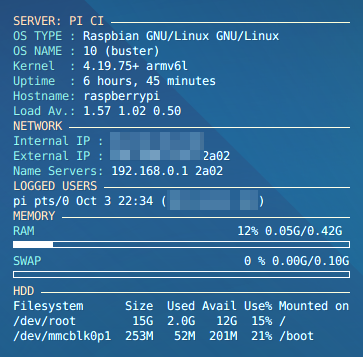 SERVER: PI CI
OS TYPE : Raspbian GNU/Linux GNU/Linux
OS NAME : 10 (buster)
Kernel  : 4.19.75+ armv6l
Uptime  : 6 hours, 45 minutes
Hostname: raspberrypi
Load Av.: 1.57 1.02 0.50
NETWORK
Internal IP :
External IP : 2a02
Name Servers: 192.168.0.1 2a02
LOGGED USERS
pi pts/0 Oct 3 22:34 ( )
MEMORY
RAM 12% 0.05G/0.42G
SWAP 0 % 0.00G/0.10G
HDD
Filesystem Size Used Avail Use% Mounted on
/dev/root 15G 2.0G 12G 15% /
/dev/mmcblk0p1 253M 52M 201M 21% /boot